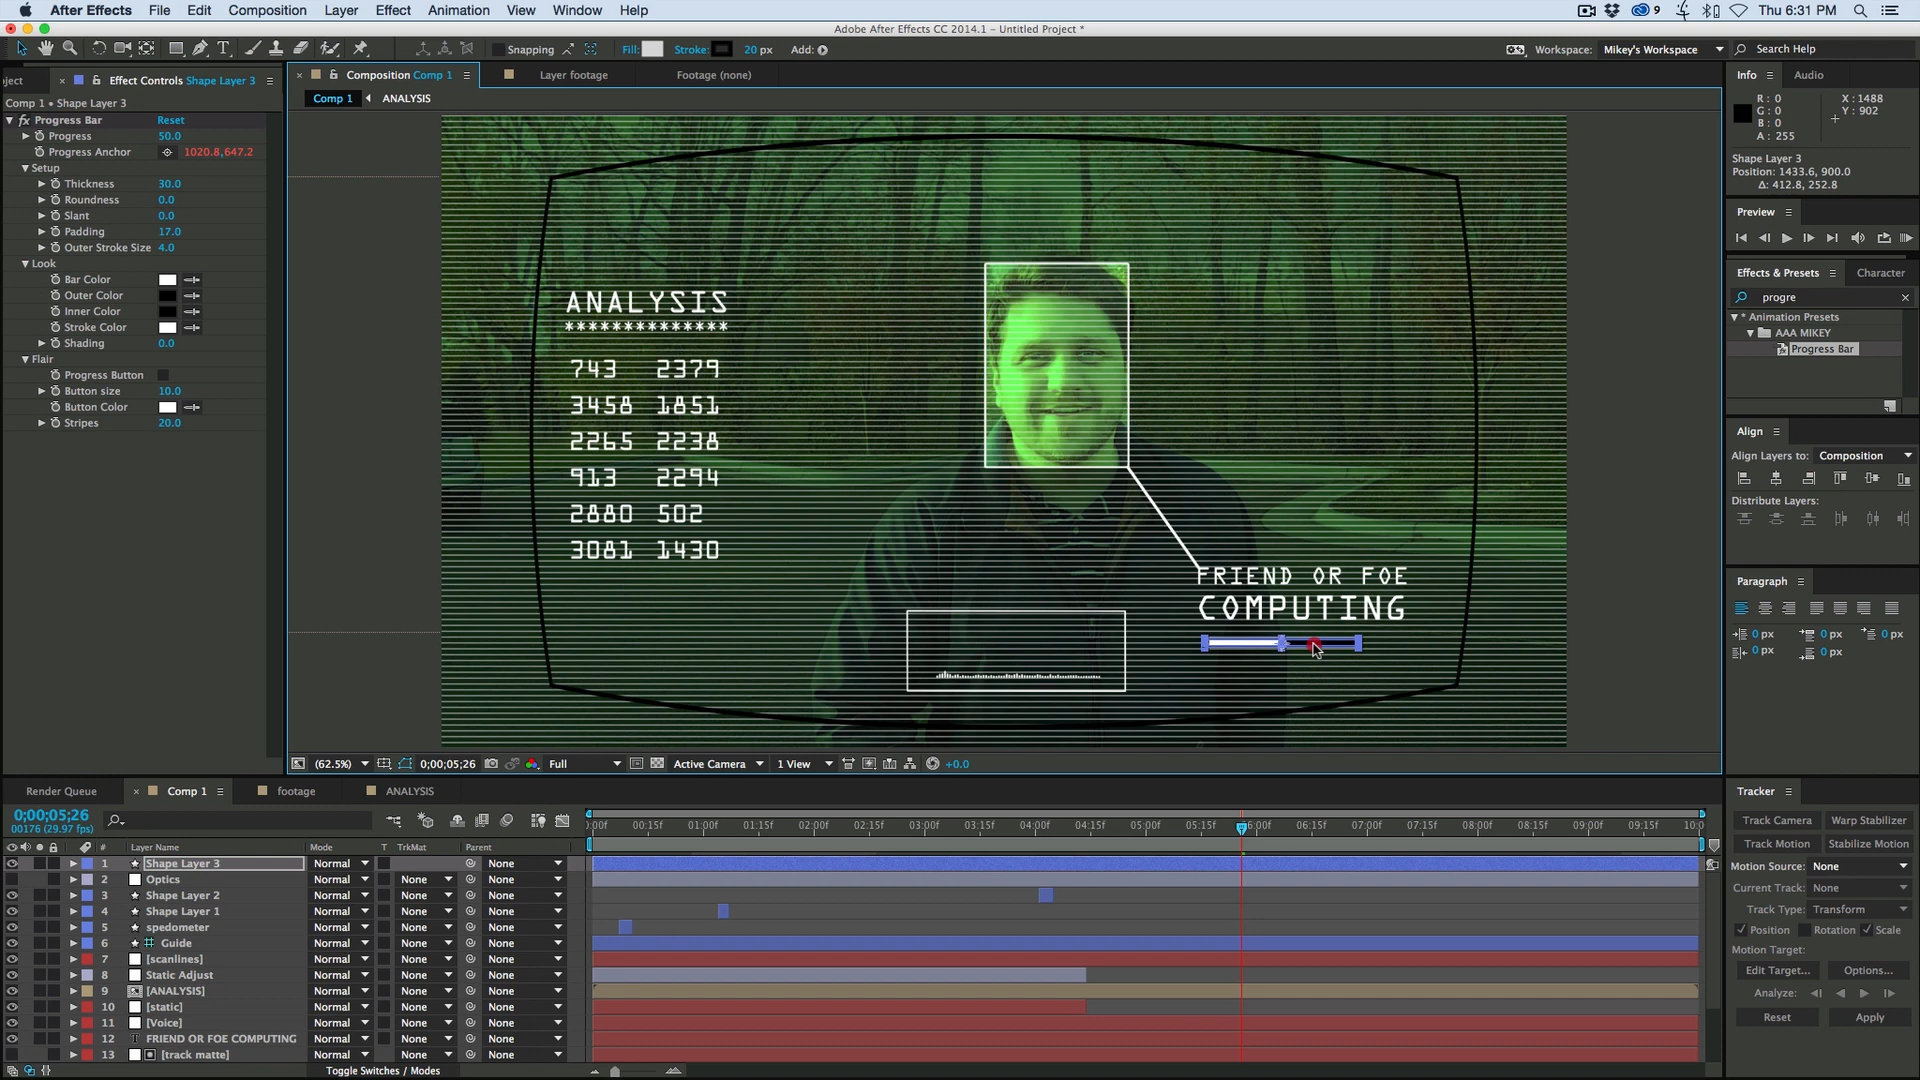 After Effects File Edit Composition Layer Effect Animation View Window Help 9 Thu 6:31 PM
Adobe After Effects CC 2014.1 - Untitled Project *
Snapping Fill: Stroke: 20 px Add: Workspace: Mikey's Workspace Search Help
oject Effect Controls Shape Layer 3
Comp 1 • Shape Layer 3
fx Progress Bar Reset
Progress 50.0
Progress Anchor 1020.8,647.2
Setup
Thickness 30.0
Roundness 0.0
Slant 0.0
Padding 17.0
Outer Stroke Size 4.0
Look
Bar Color
Outer Color
Inner Color
Stroke Color
Shading 0.0
Flair
Progress Button
Button size 10.0
Button Color
Stripes 20.0
Composition Comp 1 Layer footage Footage (none)
Comp 1 ANALYSIS
ANALYSIS
**************
743 2379
3458 1851
2265 2238
913 2294
2880 502
3081 1430
FRIEND OR FOE
COMPUTING
(62.5%) 0;00;05;26 Full Active Camera 1 View +0.0
Info Audio
R: 0 X: 1488
G: 0 Y: 902
B: 0
A: 255
Shape Layer 3
Position: 1433.6, 900.0
Δ: 412.8, 252.8
Preview
Effects & Presets Character
progre
* Animation Presets
AAA MIKEY
Progress Bar
Align
Align Layers to: Composition
Distribute Layers:
Paragraph
0 px 0 px 0 px
0 px 0 px
Render Queue Comp 1 footage ANALYSIS
0;00;05;26
00176 (29.97 fps)
:00f 00:15f 01:00f 01:15f 02:00f 02:15f 03:00f 03:15f 04:00f 04:15f 05:00f 05:15f 06:00f 06:15f 07:00f 07:15f 08:00f 08:15f 09:00f 09:15f 10:0
# Layer Name Mode T TrkMat Parent
1 Shape Layer 3 Normal None
2 Optics Normal None None
3 Shape Layer 2 Normal None None
4 Shape Layer 1 Normal None None
5 spedometer Normal None None
6 Guide Normal None None
7 [scanlines] Normal None None
8 Static Adjust Normal None None
9 [ANALYSIS] Normal None None
10 [static] Normal None None
11 [Voice] Normal None None
12 T FRIEND OR FOE COMPUTING Normal None None
13 [track matte] Normal None None
Toggle Switches / Modes
Tracker
Track Camera Warp Stabilizer
Track Motion Stabilize Motion
Motion Source: None
Current Track: None
Track Type: Transform
Position Rotation Scale
Motion Target:
Edit Target... Options...
Analyze:
Reset Apply